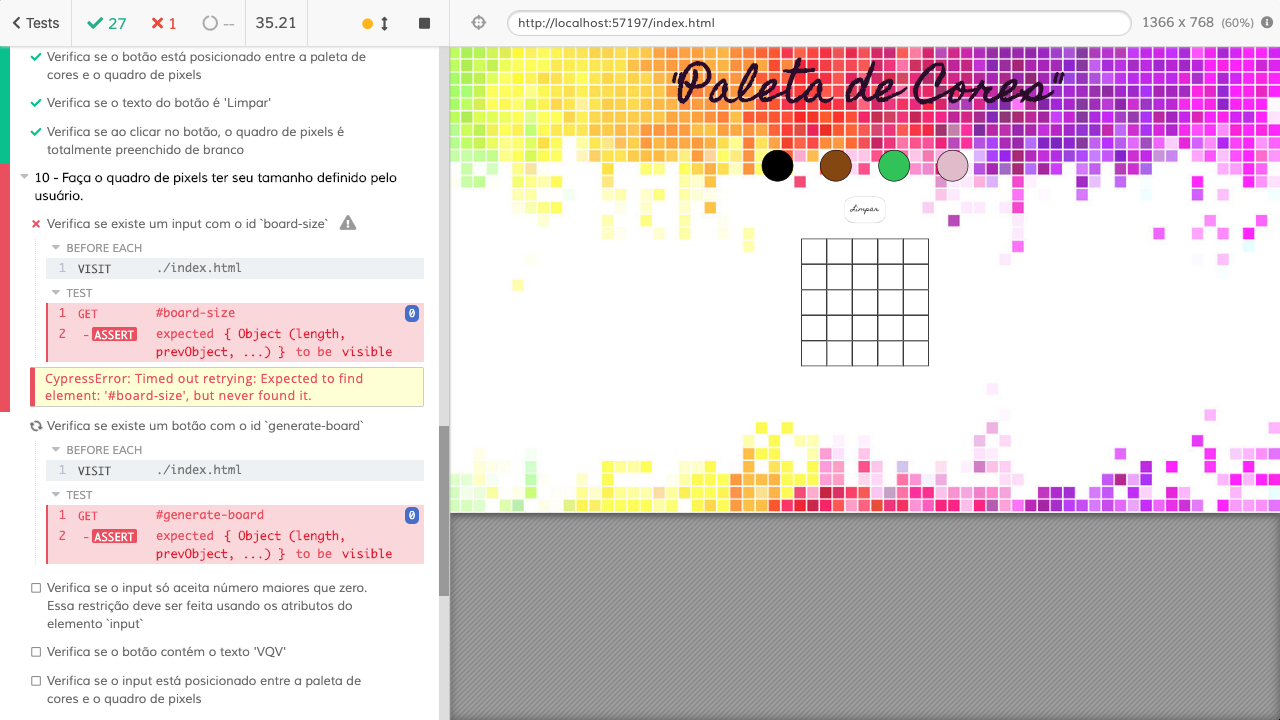 Tests 27 1 -- 35.21
http://localhost:57197/index.html 1366 x 768 (60%)
Verifica se o botão está posicionado entre a paleta de
cores e o quadro de pixels
Verifica se o texto do botão é 'Limpar'
Verifica se ao clicar no botão, o quadro de pixels é
totalmente preenchido de branco
10 - Faça o quadro de pixels ter seu tamanho definido pelo
usuário.
Verifica se existe um input com o id `board-size`
BEFORE EACH
1 VISIT ./index.html
TEST
1 GET #board-size 0
2 -ASSERT expected { Object (length,
prevObject, ...) } to be visible
CypressError: Timed out retrying: Expected to find
element: '#board-size', but never found it.
Verifica se existe um botão com o id `generate-board`
BEFORE EACH
1 VISIT ./index.html
TEST
1 GET #generate-board 0
2 -ASSERT expected { Object (length,
prevObject, ...) } to be visible
Verifica se o input só aceita número maiores que zero.
Essa restrição deve ser feita usando os atributos do
elemento `input`
Verifica se o botão contém o texto 'VQV'
Verifica se o input está posicionado entre a paleta de
cores e o quadro de pixels
"Paleta de Cores"
Limpar